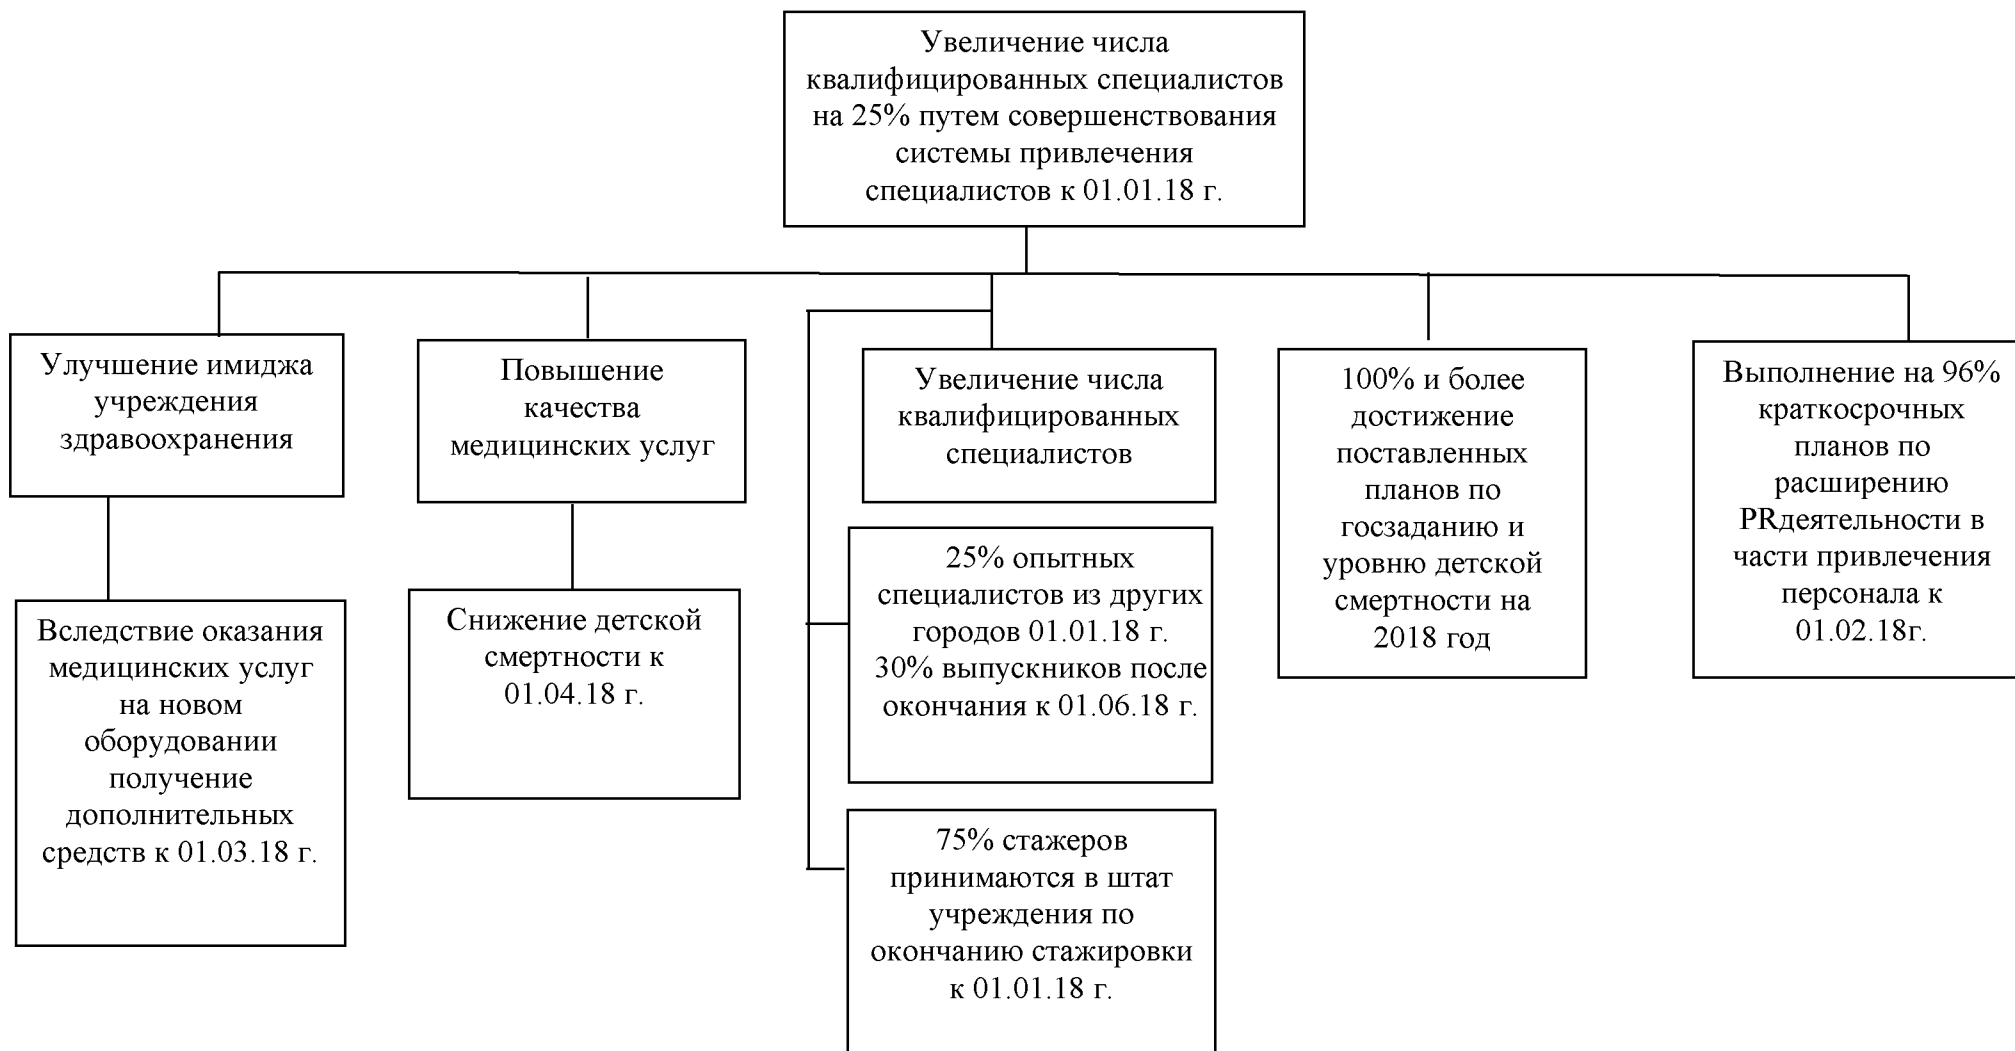 Увеличение числа
квалифицированных специалистов
на 25% путем совершенствования
системы привлечения
специалистов к 01.01.18 г.
Улучшение имиджа
учреждения
здравоохранения
Вследствие оказания
медицинских услуг
на новом
оборудовании
получение
дополнительных
средств к 01.03.18 г.
Повышение
качества
медицинских услуг
Снижение детской
смертности к
01.04.18 г.
Увеличение числа
квалифицированных
специалистов
25% опытных
специалистов из других
городов 01.01.18 г.
30% выпускников после
окончания к 01.06.18 г.
75% стажеров
принимаются в штат
учреждения по
окончанию стажировки
к 01.01.18 г.
100% и более
достижение
поставленных
планов по
госзаданию и
уровню детской
смертности на
2018 год
Выполнение на 96%
краткосрочных
планов по
расширению
PRдеятельности в
части привлечения
персонала к
01.02.18г.